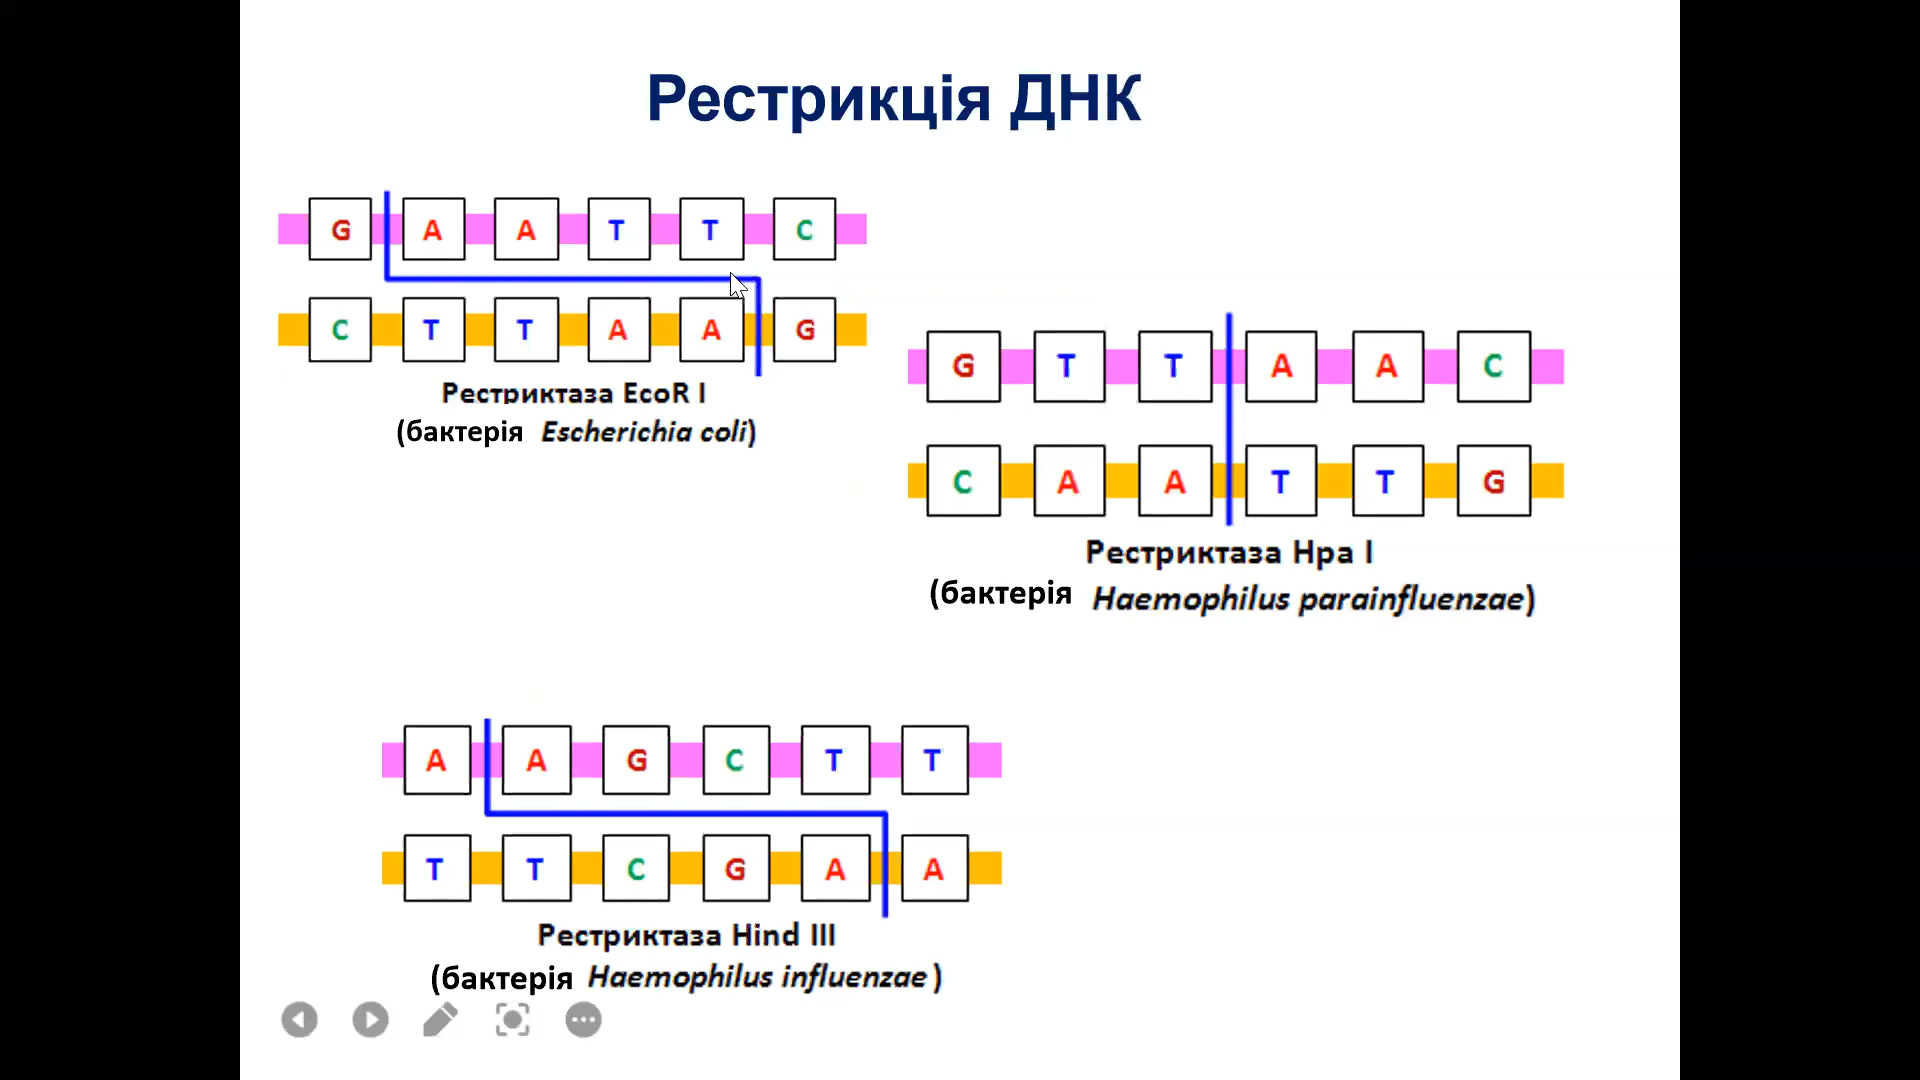 Рестрикція ДНК
G A A T T C
C T T A A G
Рестриктаза EcoR I
(бактерія Escherichia coli)
G T T A A C
C A A T T G
Рестриктаза Hpa I
(бактерія Haemophilus parainfluenzae)
A A G C T T
T T C G A A
Рестриктаза Hind III
(бактерія Haemophilus influenzae )